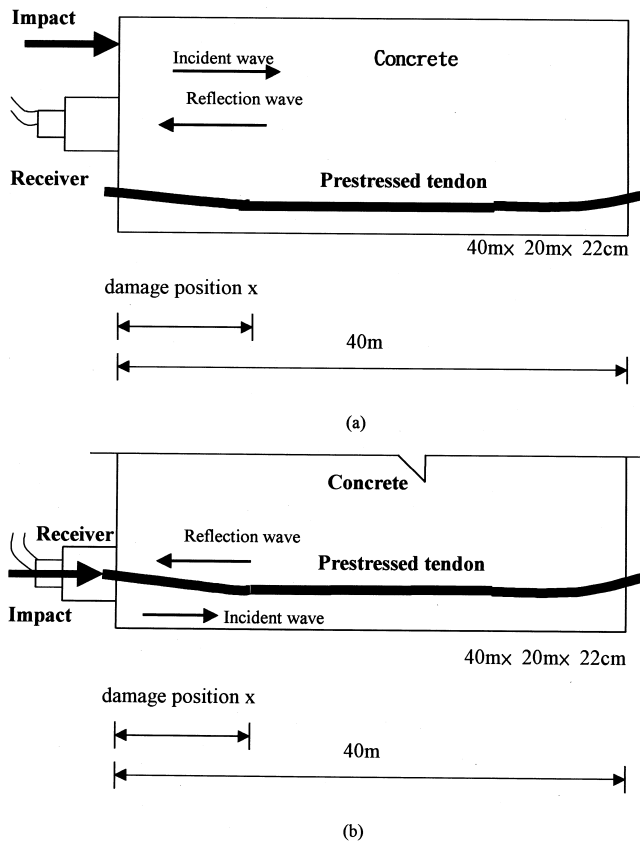 Impact
Incident wave
Concrete
Reflection wave
Receiver
Prestressed tendon
40m× 20m× 22cm
damage position x
40m
(a)
Concrete
Receiver
Reflection wave
Prestressed tendon
Impact
Incident wave
40m× 20m× 22cm
damage position x
40m
(b)